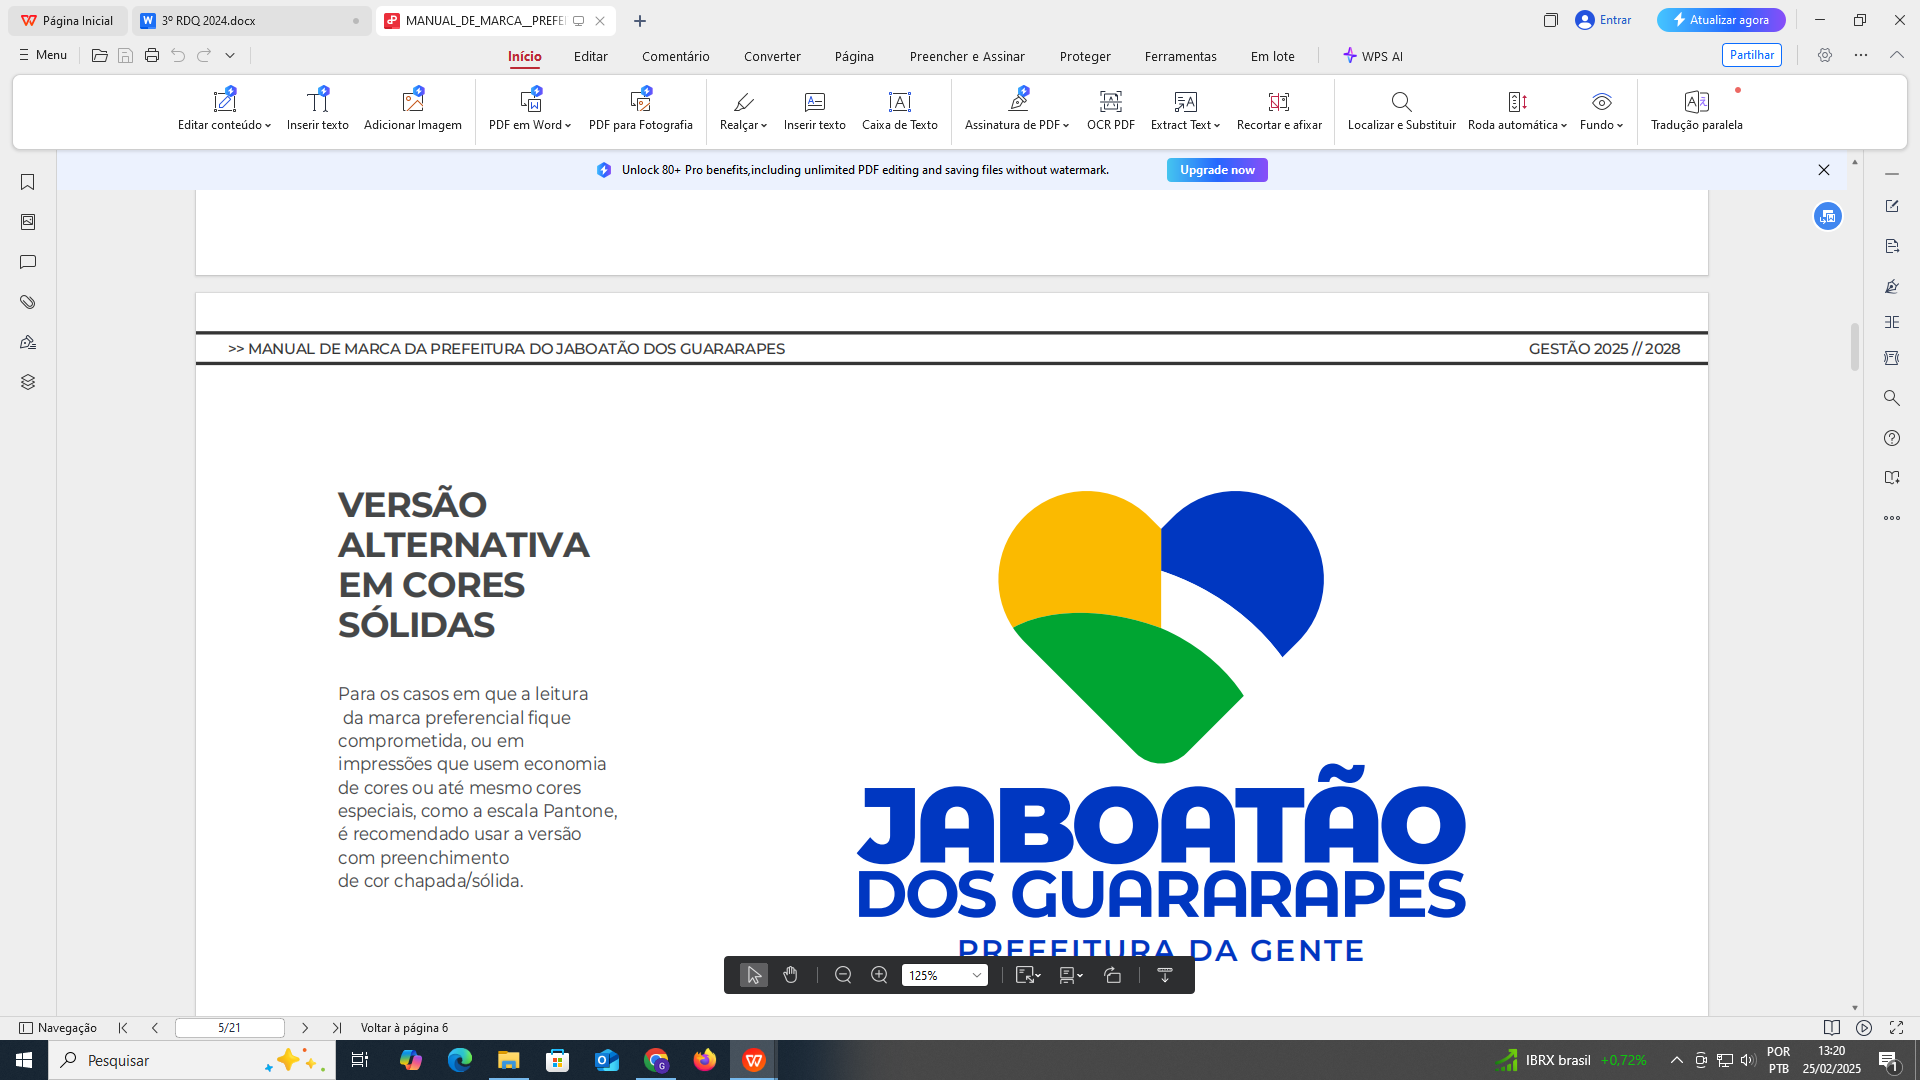 Página Inicial
3º RDQ 2024.docx
MANUAL_DE_MARCA__PREFE
Entrar
Atualizar agora
Menu
Início
Editar
Comentário
Converter
Página
Preencher e Assinar
Proteger
Ferramentas
Em lote
WPS AI
Partilhar
Editar conteúdo
Inserir texto
Adicionar Imagem
PDF em Word
PDF para Fotografia
Realçar
Inserir texto
Caixa de Texto
Assinatura de PDF
OCR PDF
Extract Text
Recortar e afixar
Localizar e Substituir
Roda automática
Fundo
Tradução paralela
Unlock 80+ Pro benefits,including unlimited PDF editing and saving files without watermark.
Upgrade now
>> MANUAL DE MARCA DA PREFEITURA DO JABOATÃO DOS GUARARAPES
GESTÃO 2025 // 2028
VERSÃO
ALTERNATIVA
EM CORES
SÓLIDAS
Para os casos em que a leitura
da marca preferencial fique
comprometida, ou em
impressões que usem economia
de cores ou até mesmo cores
especiais, como a escala Pantone,
é recomendado usar a versão
com preenchimento
de cor chapada/sólida.
JABOATÃO
DOS GUARARAPES
PREFEITURA DA GENTE
125%
Navegação
5/21
Voltar à página 6
Pesquisar
IBRX brasil
+0,72%
POR
PTB
13:20
25/02/2025
1